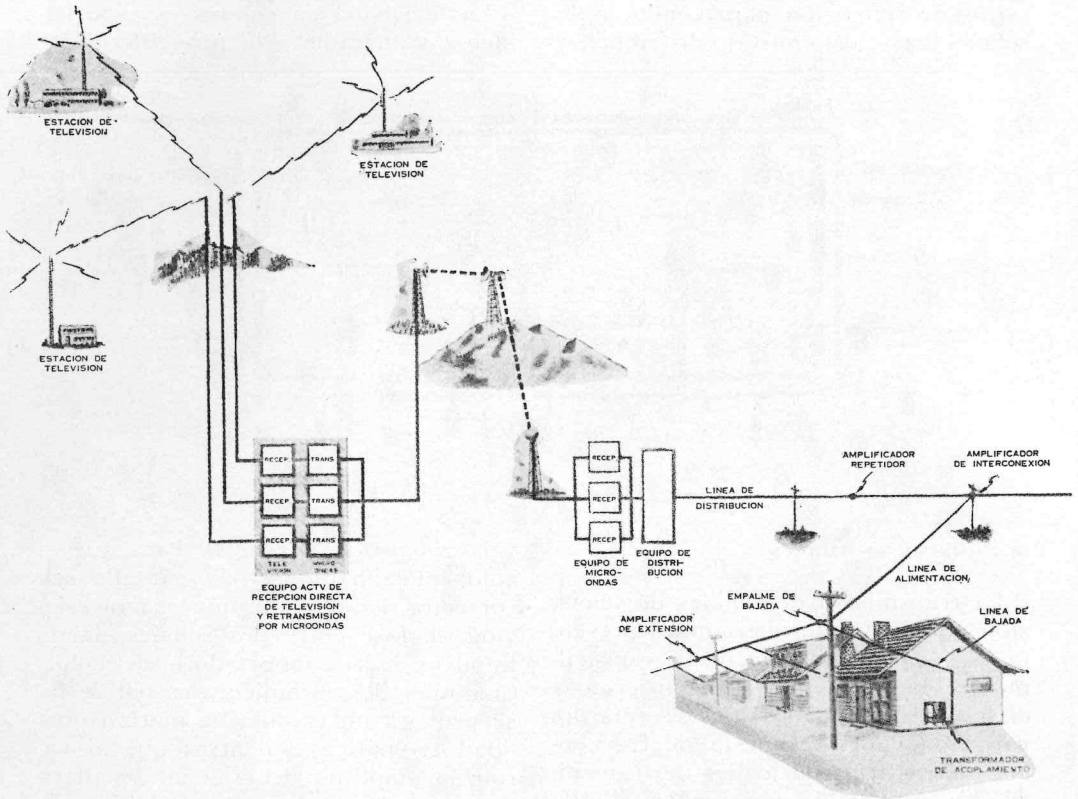 ESTACION DE
TELEVISION
ESTACION DE
TELEVISION
ESTACION DE
TELEVISION
RECEP
TRANS
RECEP
TRANS
RECEP
TRANS
TELE
VISION
MICRO
ONDAS
EQUIPO ACTV DE
RECEPCION DIRECTA
DE TELEVISION
Y RETRANSMISION
POR MICROONDAS
RECEP
RECEP
RECEP
EQUIPO DE
MICRO-
ONDAS
EQUIPO DE
DISTRI-
BUCION
LINEA DE
DISTRIBUCION
AMPLIFICADOR
REPETIDOR
AMPLIFICADOR
DE INTERCONEXION
LINEA DE
ALIMENTACION
EMPALME DE
BAJADA
LINEA DE
BAJADA
AMPLIFICADOR
DE EXTENSION
TRANSFORMADOR
DE ACOPLAMIENTO